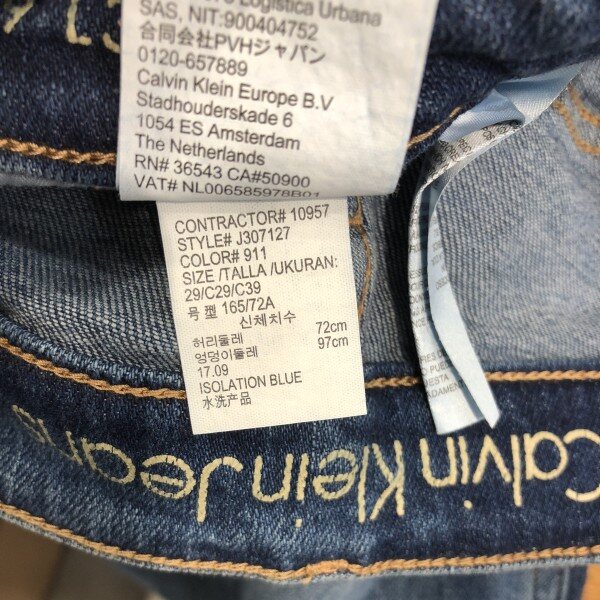 Logistica Urbana
SAS, NIT:900404752
合同会社PVHジャパン
0120-657889
Calvin Klein Europe B.V
Stadhouderskade 6
1054 ES Amsterdam
The Netherlands
RN# 36543 CA#50900
VAT# NL006585978B01
CONTRACTOR# 10957
STYLE# J307127
COLOR# 911
SIZE /TALLA /UKURAN:
29/C29/C39
号 型 165/72A
신체치수
허리둘레 72cm
엉덩이둘레 97cm
17.09
ISOLATION BLUE
水洗产品
Calvin Klein Jeans